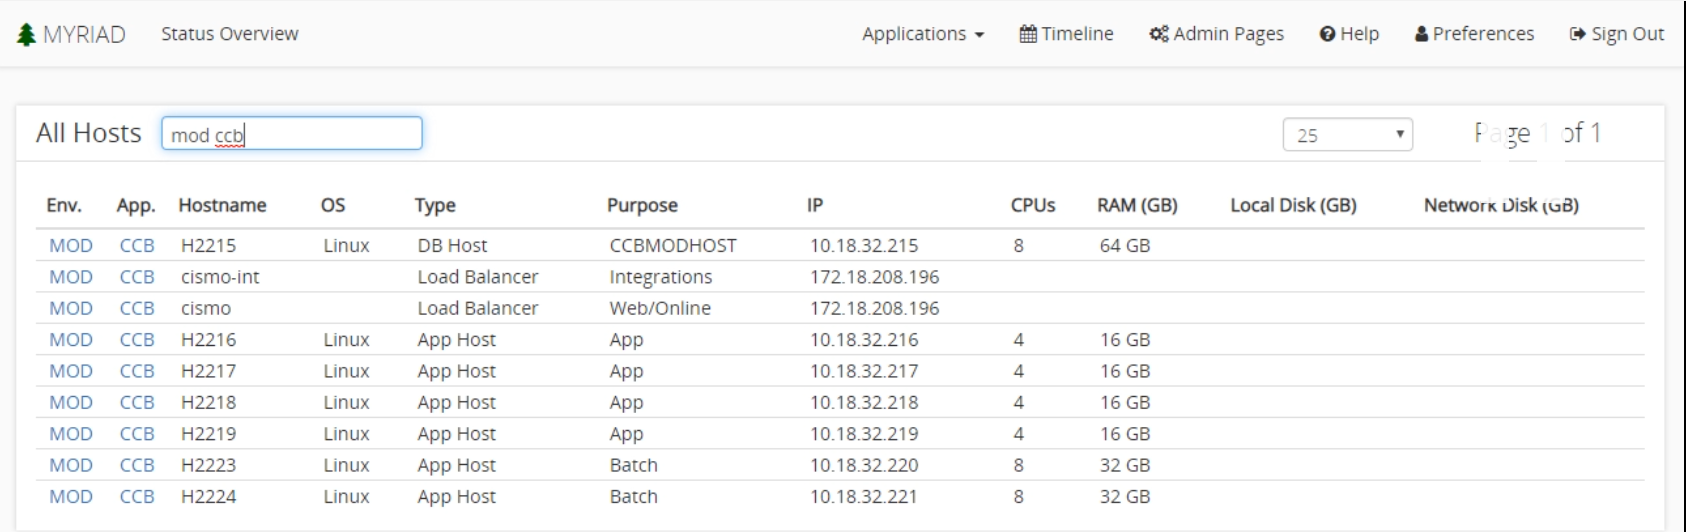 MYRIAD Status Overview Applications Timeline Admin Pages Help Preferences Sign Out
All Hosts mod ccb 25 Page 1 of 1
Env. App. Hostname OS Type Purpose IP CPUs RAM (GB) Local Disk (GB) Network Disk (GB)
MOD CCB H2215 Linux DB Host CCBMODHOST 10.18.32.215 8 64 GB
MOD CCB cismo-int Load Balancer Integrations 172.18.208.196
MOD CCB cismo Load Balancer Web/Online 172.18.208.196
MOD CCB H2216 Linux App Host App 10.18.32.216 4 16 GB
MOD CCB H2217 Linux App Host App 10.18.32.217 4 16 GB
MOD CCB H2218 Linux App Host App 10.18.32.218 4 16 GB
MOD CCB H2219 Linux App Host App 10.18.32.219 4 16 GB
MOD CCB H2223 Linux App Host Batch 10.18.32.220 8 32 GB
MOD CCB H2224 Linux App Host Batch 10.18.32.221 8 32 GB